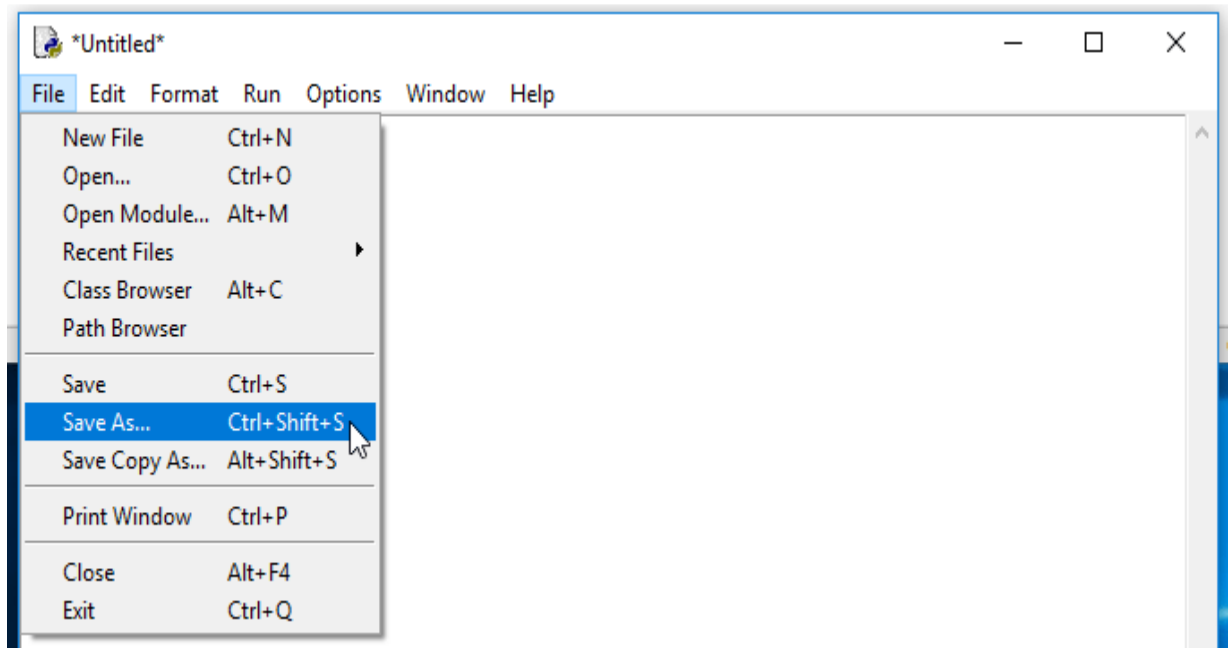 *Untitled*
File Edit Format Run Options Window Help
New File Ctrl+N
Open... Ctrl+O
Open Module... Alt+M
Recent Files
Class Browser Alt+C
Path Browser
Save Ctrl+S
Save As... Ctrl+Shift+S
Save Copy As... Alt+Shift+S
Print Window Ctrl+P
Close Alt+F4
Exit Ctrl+Q